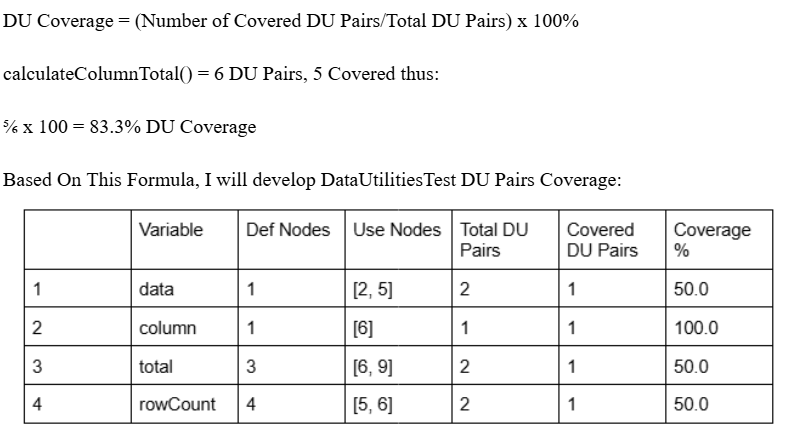 DU Coverage = (Number of Covered DU Pairs/Total DU Pairs) x 100%
calculateColumnTotal() = 6 DU Pairs, 5 Covered thus:
⅚ x 100 = 83.3% DU Coverage
Based On This Formula, I will develop DataUtilitiesTest DU Pairs Coverage:
Variable Def Nodes Use Nodes Total DU Pairs Covered DU Pairs Coverage %
1 data 1 [2, 5] 2 1 50.0
2 column 1 [6] 1 1 100.0
3 total 3 [6, 9] 2 1 50.0
4 rowCount 4 [5, 6] 2 1 50.0